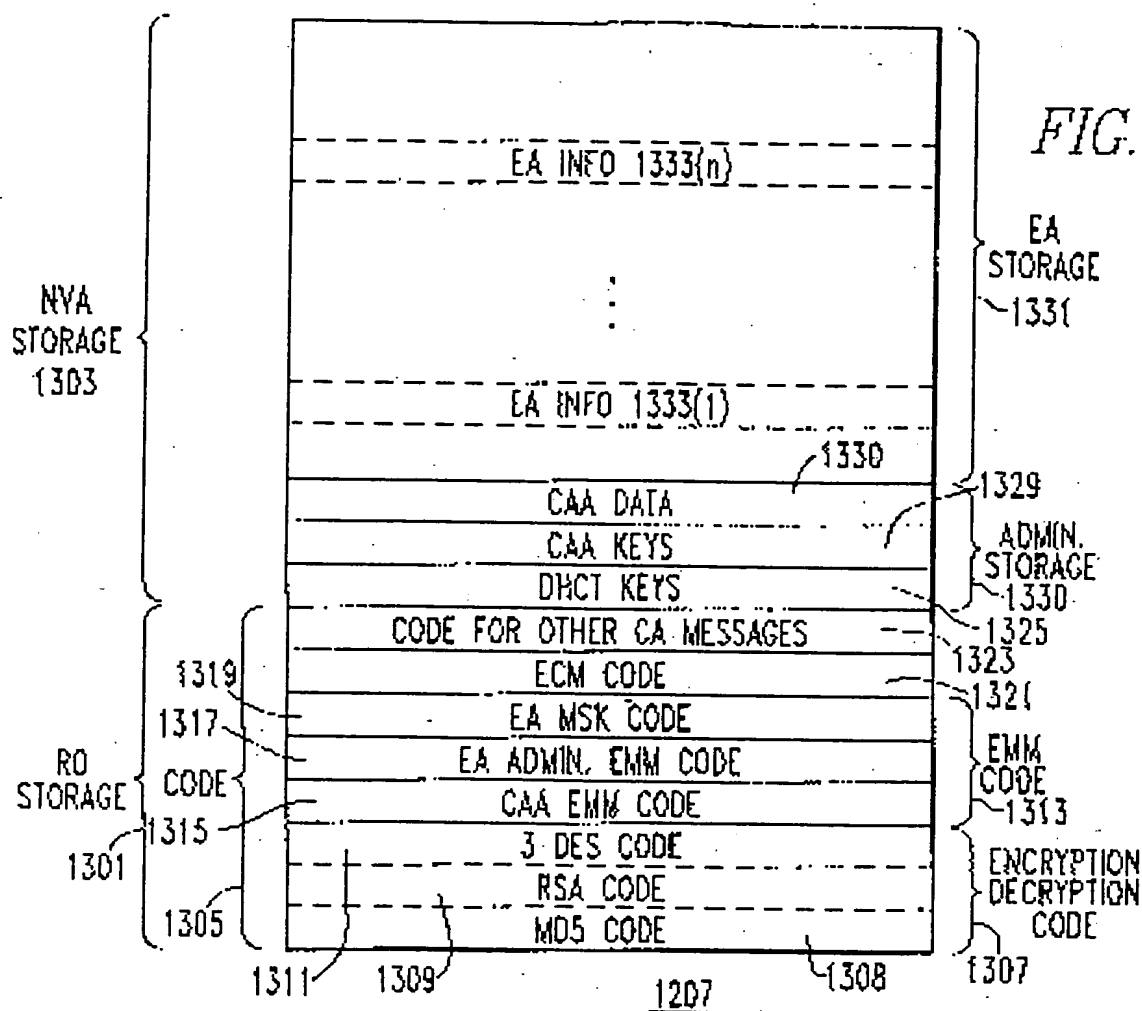 FIG.
EA INFO 1333(n)
EA
STORAGE
1331
NVA
STORAGE
1303
EA INFO 1333(1)
1330
CAA DATA
1329
CAA KEYS
ADMIN.
STORAGE
1330
DHCT KEYS
1325
CODE FOR OTHER CA MESSAGES
1323
ECM CODE
1321
1319
EA MSK CODE
1317
EA ADMIN. EMM CODE
EMM
CODE
1313
RO
STORAGE
1301
CODE
1315
CAA EMM CODE
3 DES CODE
ENCRYPTION
DECRYPTION
CODE
1307
RSA CODE
1305
MD5 CODE
1311
1309
1308
1207